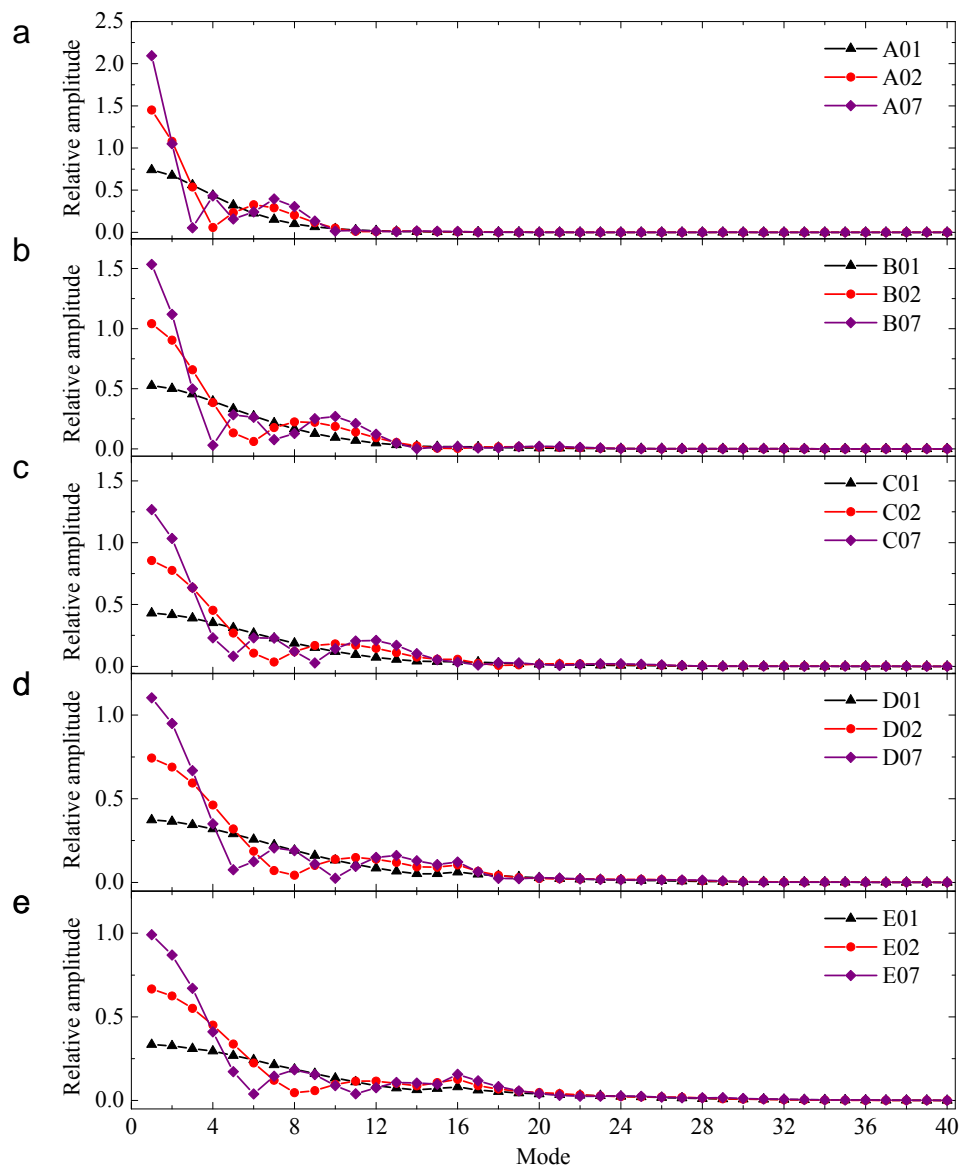 a
2.5
2.0
1.5
1.0
0.5
0.0
Relative amplitude
A01
A02
A07
b
1.5
1.0
0.5
0.0
Relative amplitude
B01
B02
B07
c
1.5
1.0
0.5
0.0
Relative amplitude
C01
C02
C07
d
1.0
0.5
0.0
Relative amplitude
D01
D02
D07
e
1.0
0.5
0.0
Relative amplitude
E01
E02
E07
0 4 8 12 16 20 24 28 32 36 40
Mode